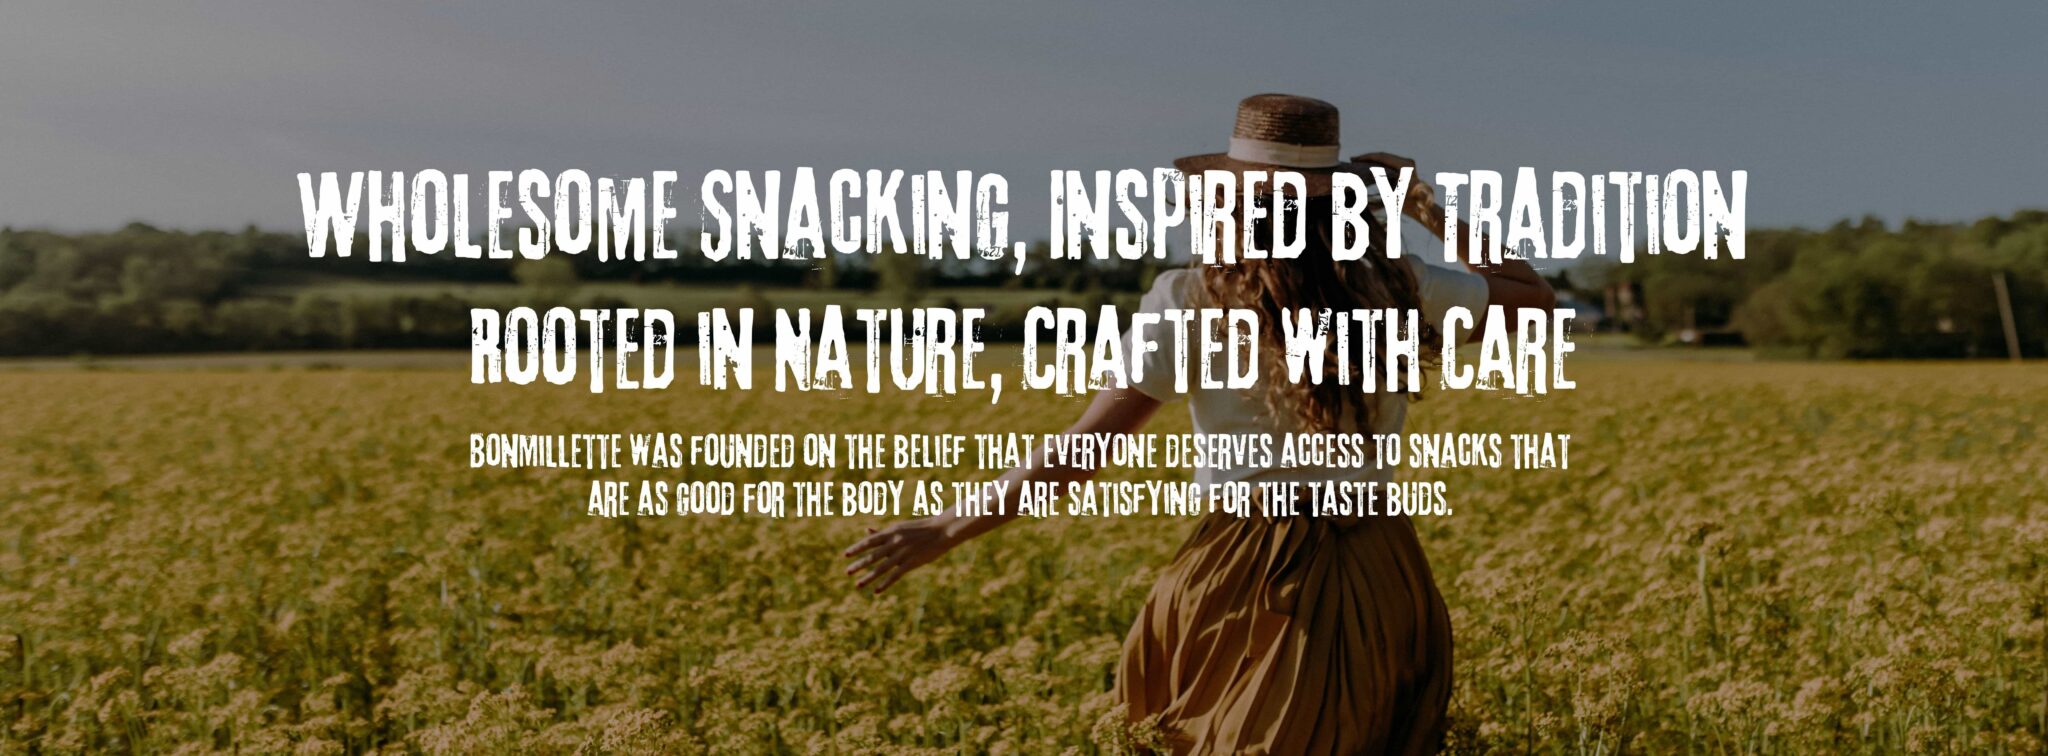 WHOLESOME SNACKING, INSPIRED BY TRADITION
ROOTED IN NATURE, CRAFTED WITH CARE
BONMILLETTE WAS FOUNDED ON THE BELIEF THAT EVERYONE DESERVES ACCESS TO SNACKS THAT
ARE AS GOOD FOR THE BODY AS THEY ARE SATISFYING FOR THE TASTE BUDS.